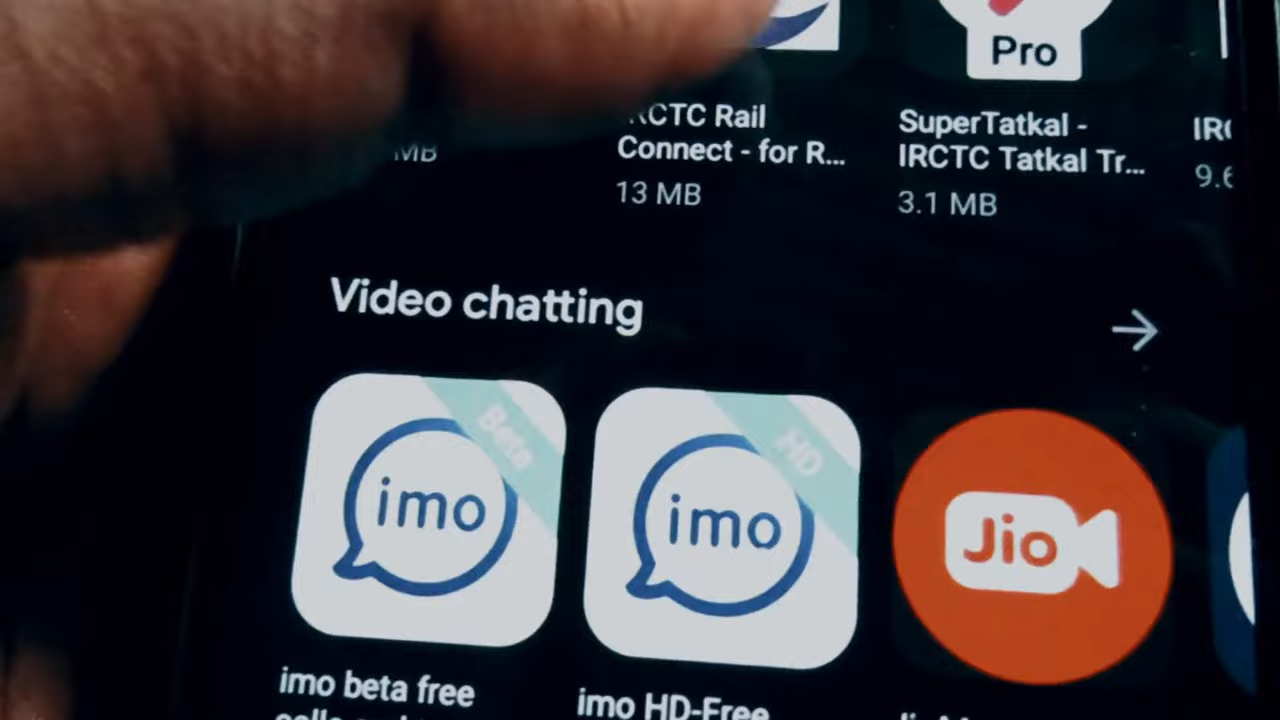 Pro
IRCTC Rail
Connect - for R...
SuperTatkal -
IRCTC Tatkal Tr...
MB
13 MB
3.1 MB
Video chatting
Beta
imo
HD
imo
Jio
imo beta free
imo HD-Free